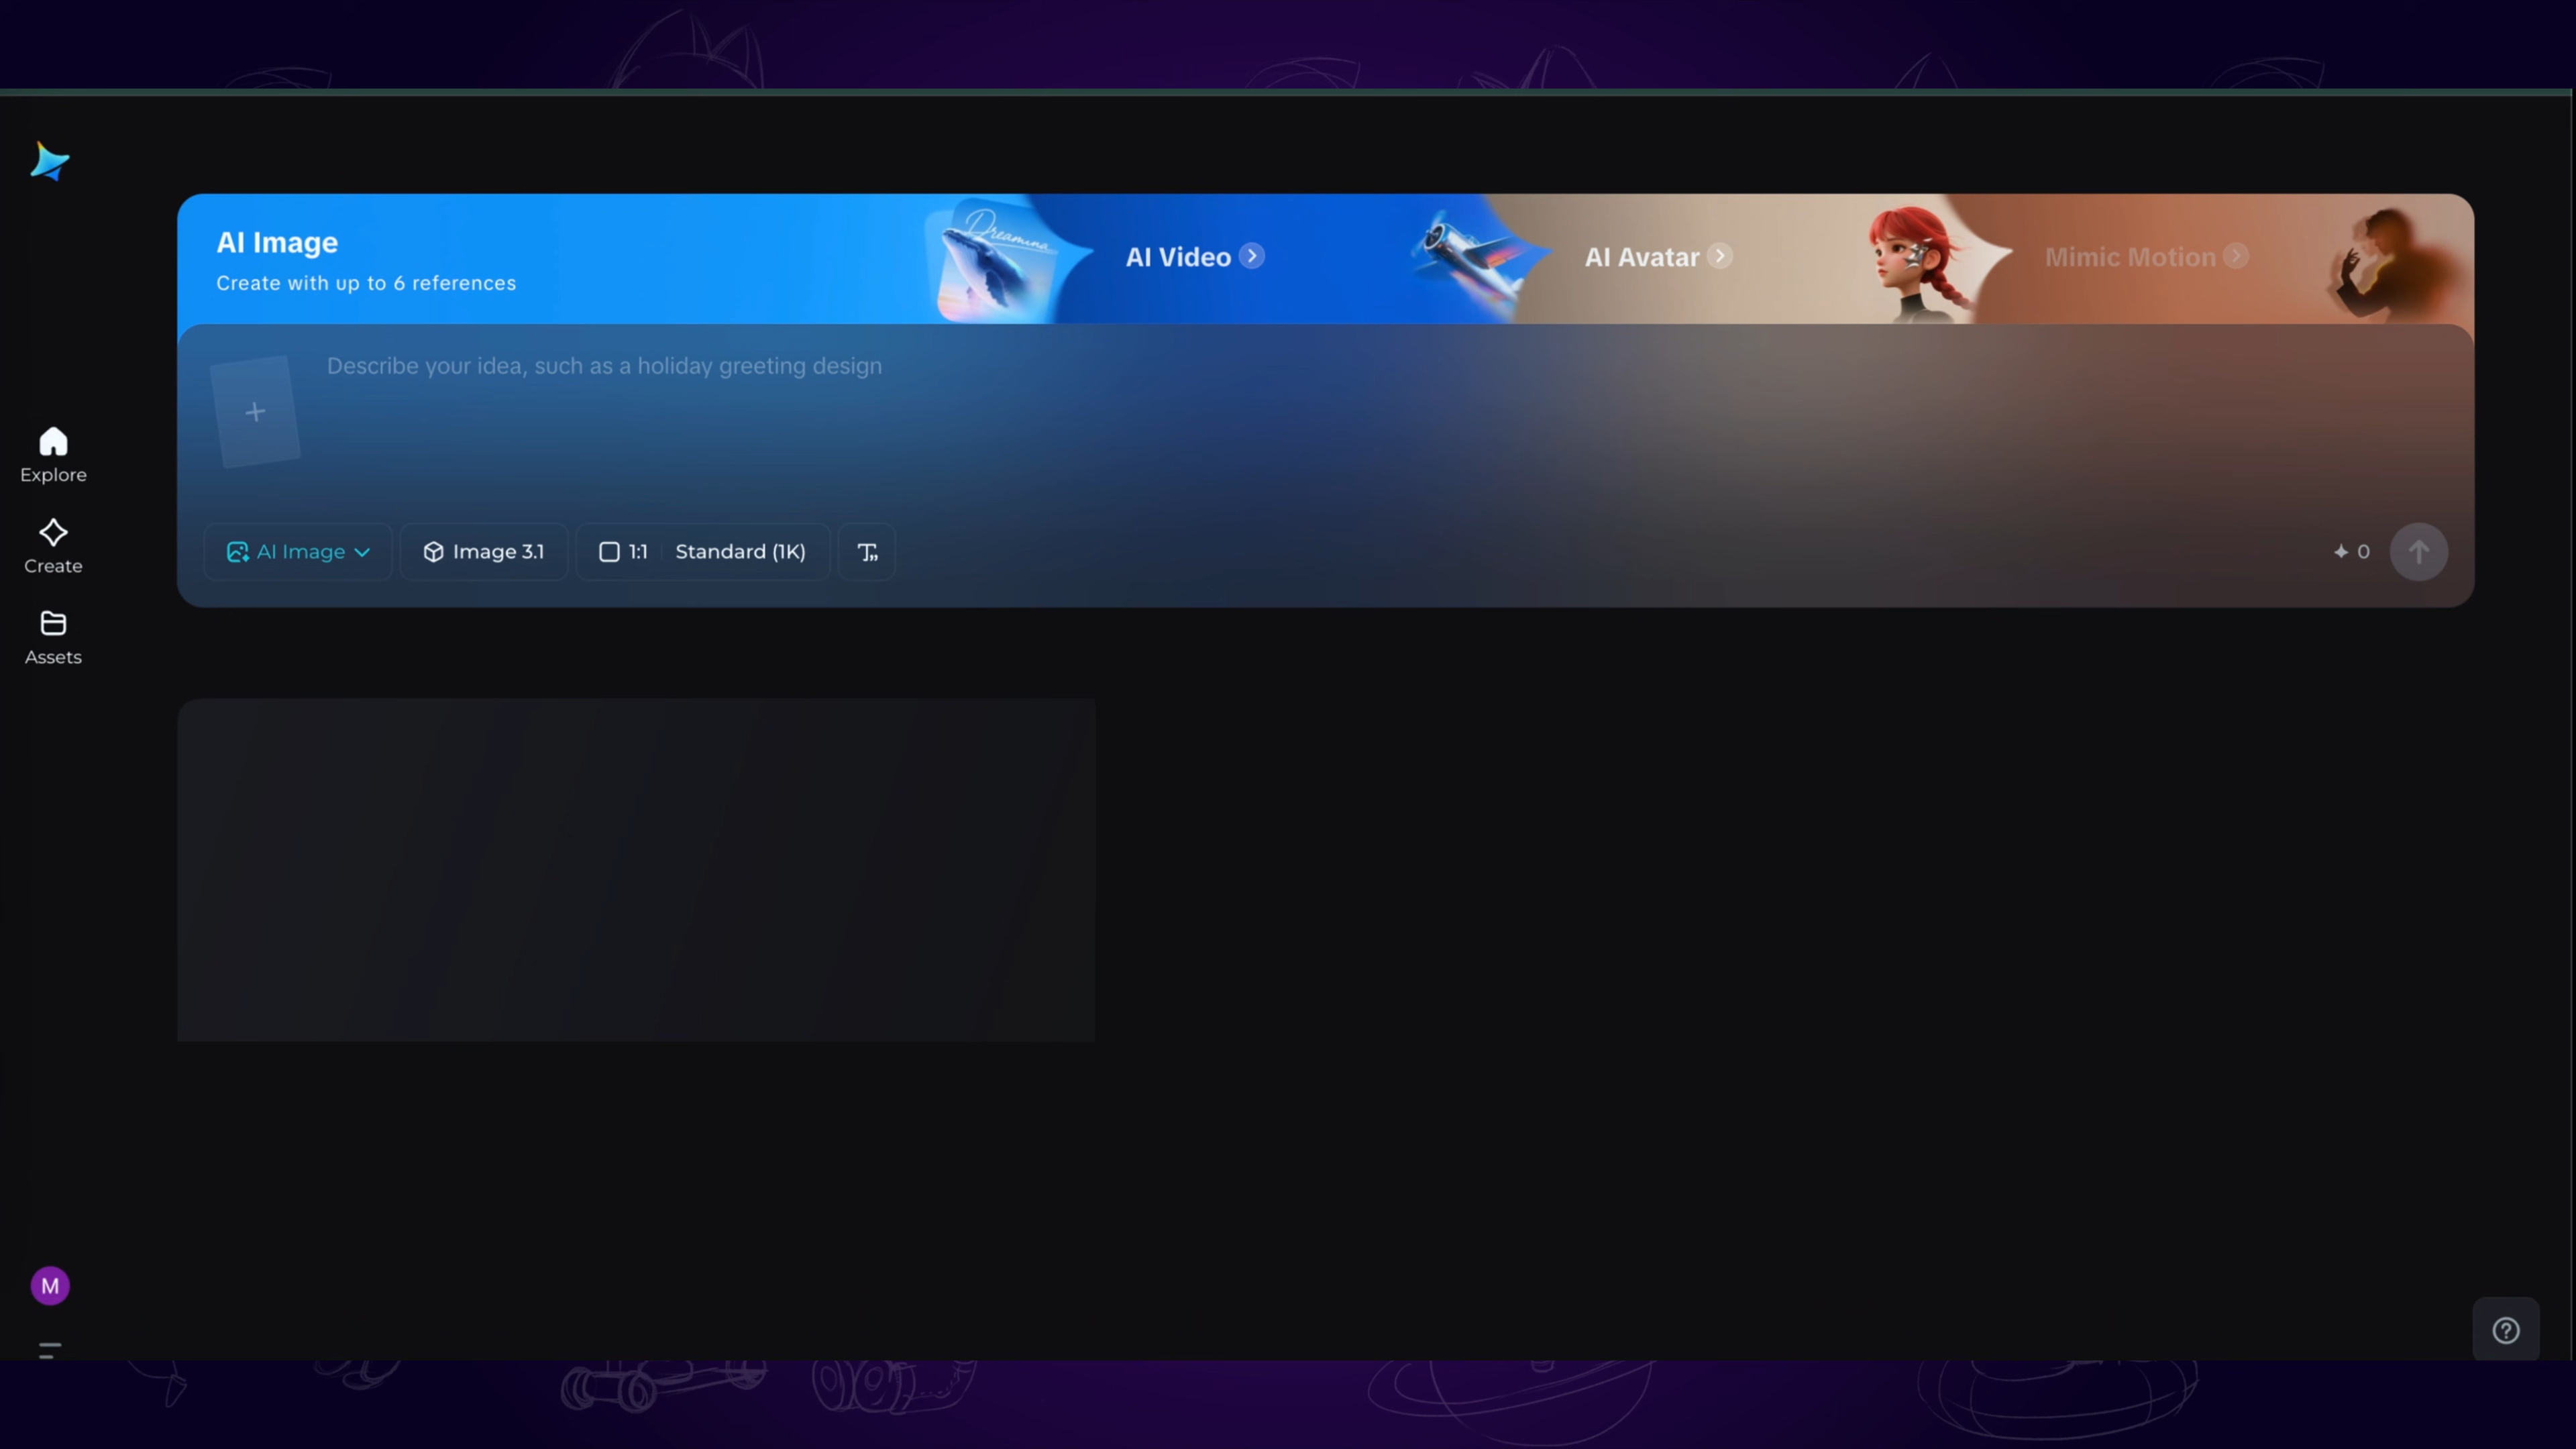 AI Image
Create with up to 6 references
Dreamina
AI Video
AI Avatar
Mimic Motion
Describe your idea, such as a holiday greeting design
Explore
Create
Assets
AI Image
Image 3.1
1:1
Standard (1K)
0
M